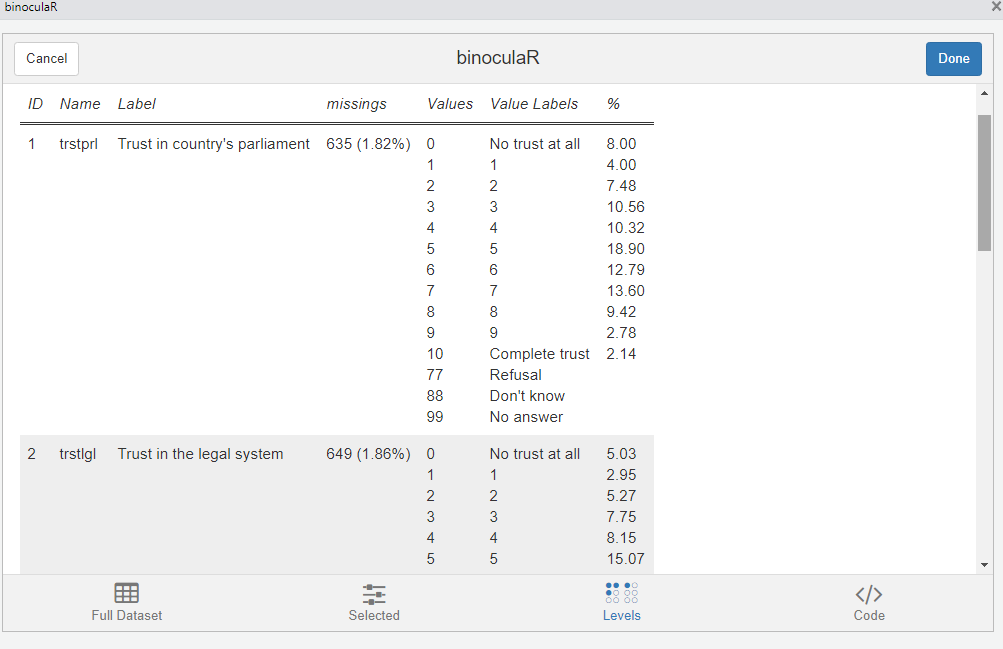 binoculaR
Cancel binoculaR Done
ID Name Label missings Values Value Labels %
1 trstprl Trust in country's parliament 635 (1.82%) 0 No trust at all 8.00
1 1 4.00
2 2 7.48
3 3 10.56
4 4 10.32
5 5 18.90
6 6 12.79
7 7 13.60
8 8 9.42
9 9 2.78
10 Complete trust 2.14
77 Refusal
88 Don't know
99 No answer
2 trstlgl Trust in the legal system 649 (1.86%) 0 No trust at all 5.03
1 1 2.95
2 2 5.27
3 3 7.75
4 4 8.15
5 5 15.07
Full Dataset Selected Levels Code